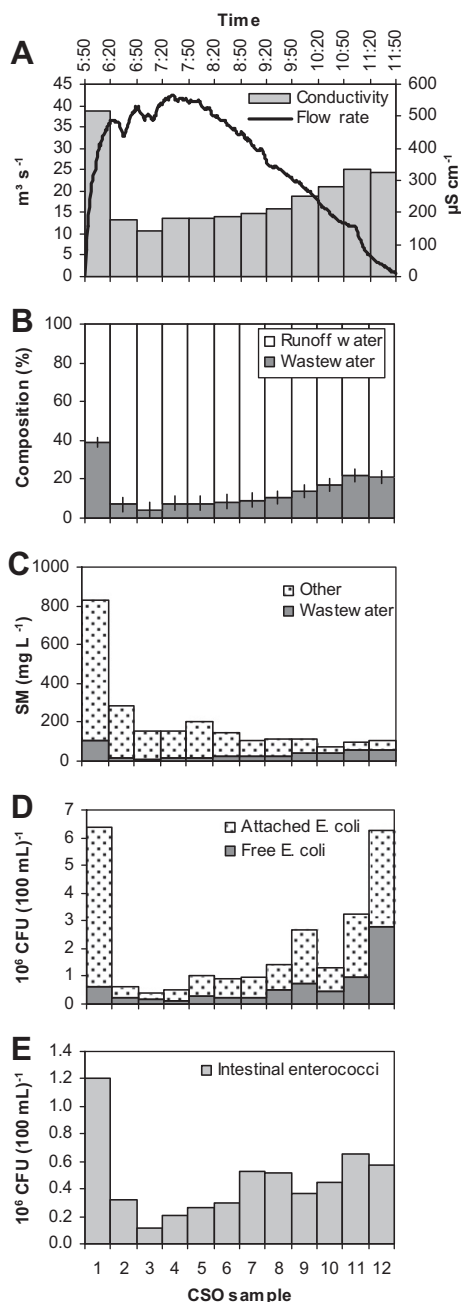 Time
5:50 6:20 6:50 7:20 7:50 8:20 8:50 9:20 9:50 10:20 10:50 11:20 11:50
A
45 40 35 30 25 20 15 10 5 0
m³ s⁻¹
Conductivity
Flow rate
600 500 400 300 200 100 0
µS cm⁻¹
B
100 80 60 40 20 0
Composition (%)
Runoff water
Wastewater
C
1000 800 600 400 200 0
SM (mg L⁻¹)
Other
Wastewater
D
7 6 5 4 3 2 1 0
10⁶ CFU (100 mL)⁻¹
Attached E. coli
Free E. coli
E
1.4 1.2 1.0 0.8 0.6 0.4 0.2 0.0
10⁶ CFU (100 mL)⁻¹
Intestinal enterococci
1 2 3 4 5 6 7 8 9 10 11 12
CSO sample